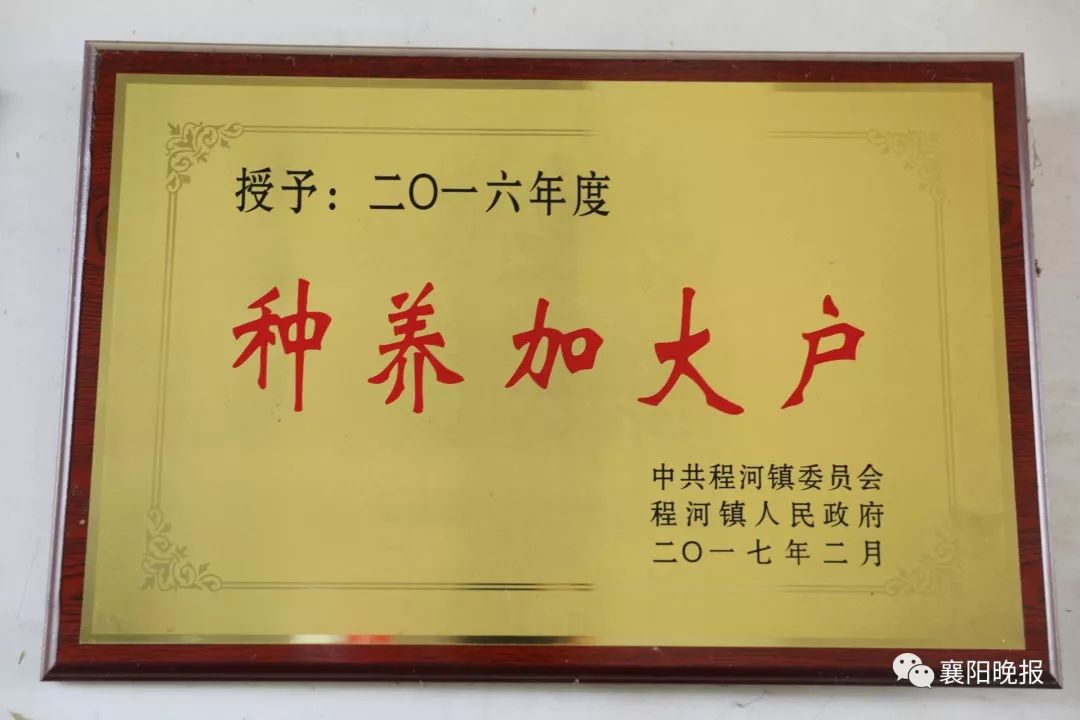 授予：二〇一六年度
种养加大户
中共程河镇委员会
程河镇人民政府
二〇一七年二月
襄阳晚报